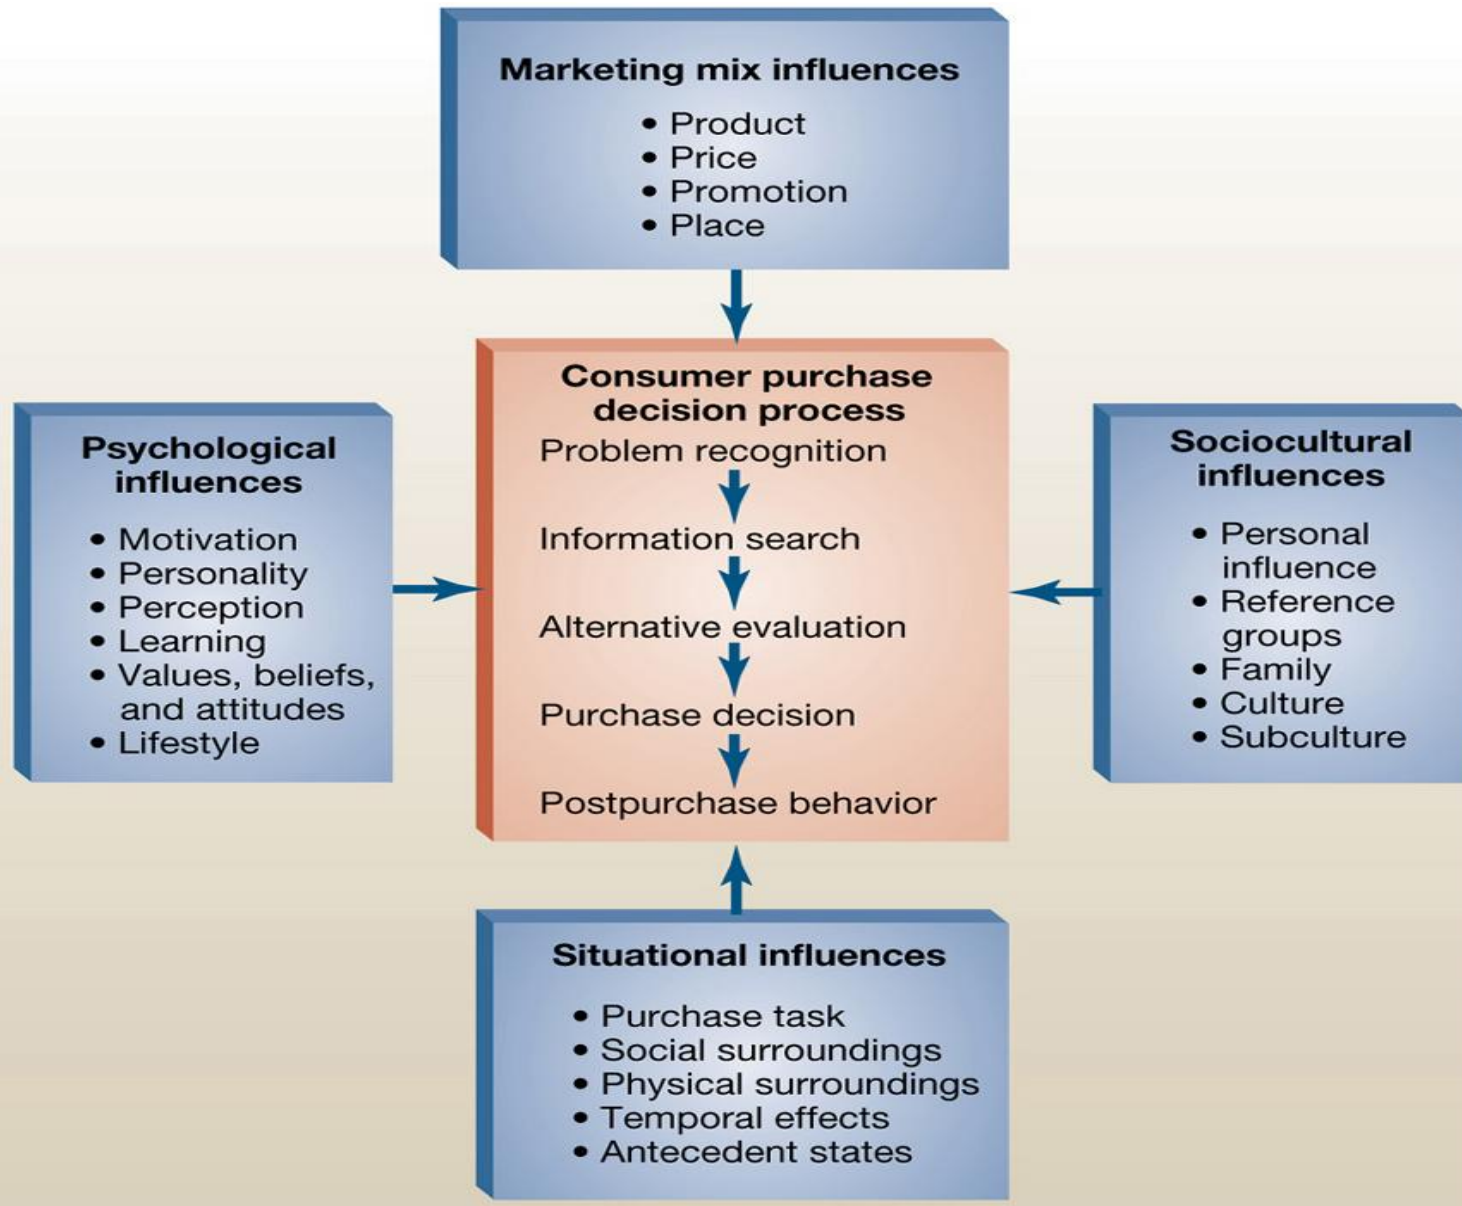 Marketing mix influences
• Product
• Price
• Promotion
• Place
Consumer purchase
decision process
Problem recognition
Information search
Alternative evaluation
Purchase decision
Postpurchase behavior
Psychological
influences
• Motivation
• Personality
• Perception
• Learning
• Values, beliefs,
and attitudes
• Lifestyle
Sociocultural
influences
• Personal
influence
• Reference
groups
• Family
• Culture
• Subculture
Situational influences
• Purchase task
• Social surroundings
• Physical surroundings
• Temporal effects
• Antecedent states